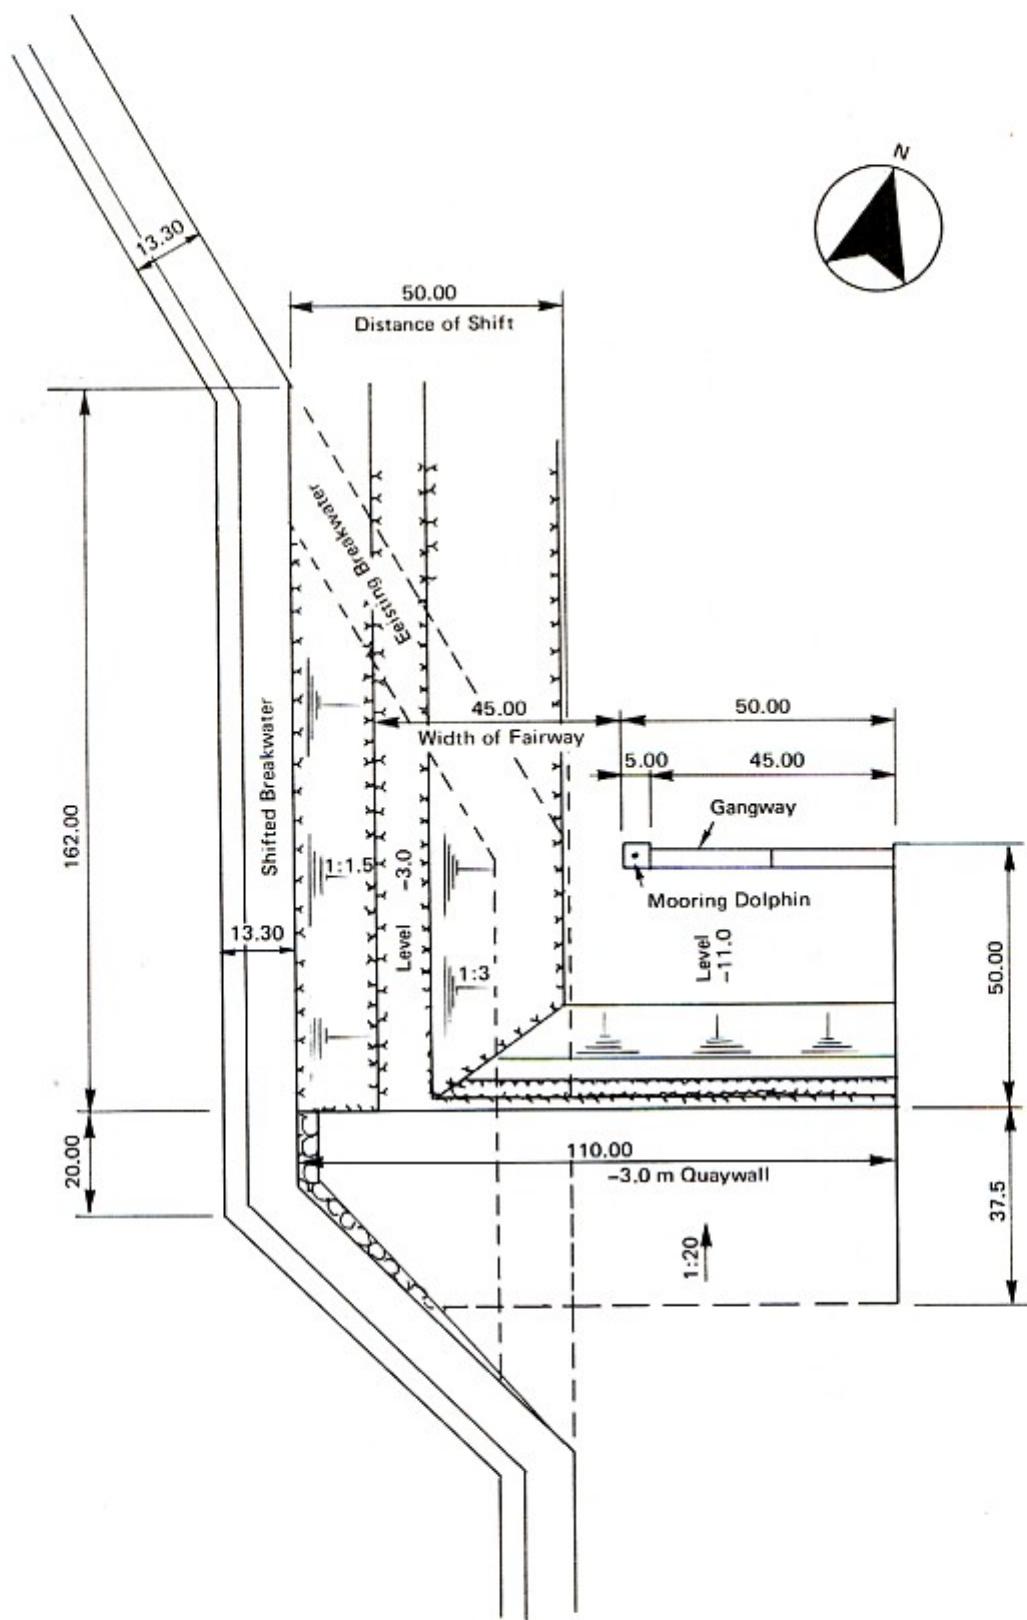 N
13.30
50.00
Distance of Shift
Eeisting Breakwater
45.00
Width of Fairway
50.00
5.00
45.00
Gangway
Mooring Dolphin
162.00
Shifted Breakwater
1:1.5
Level -3.0
13.30
1:3
Level
-11.0
50.00
20.00
110.00
-3.0 m Quaywall
1:20
37.5